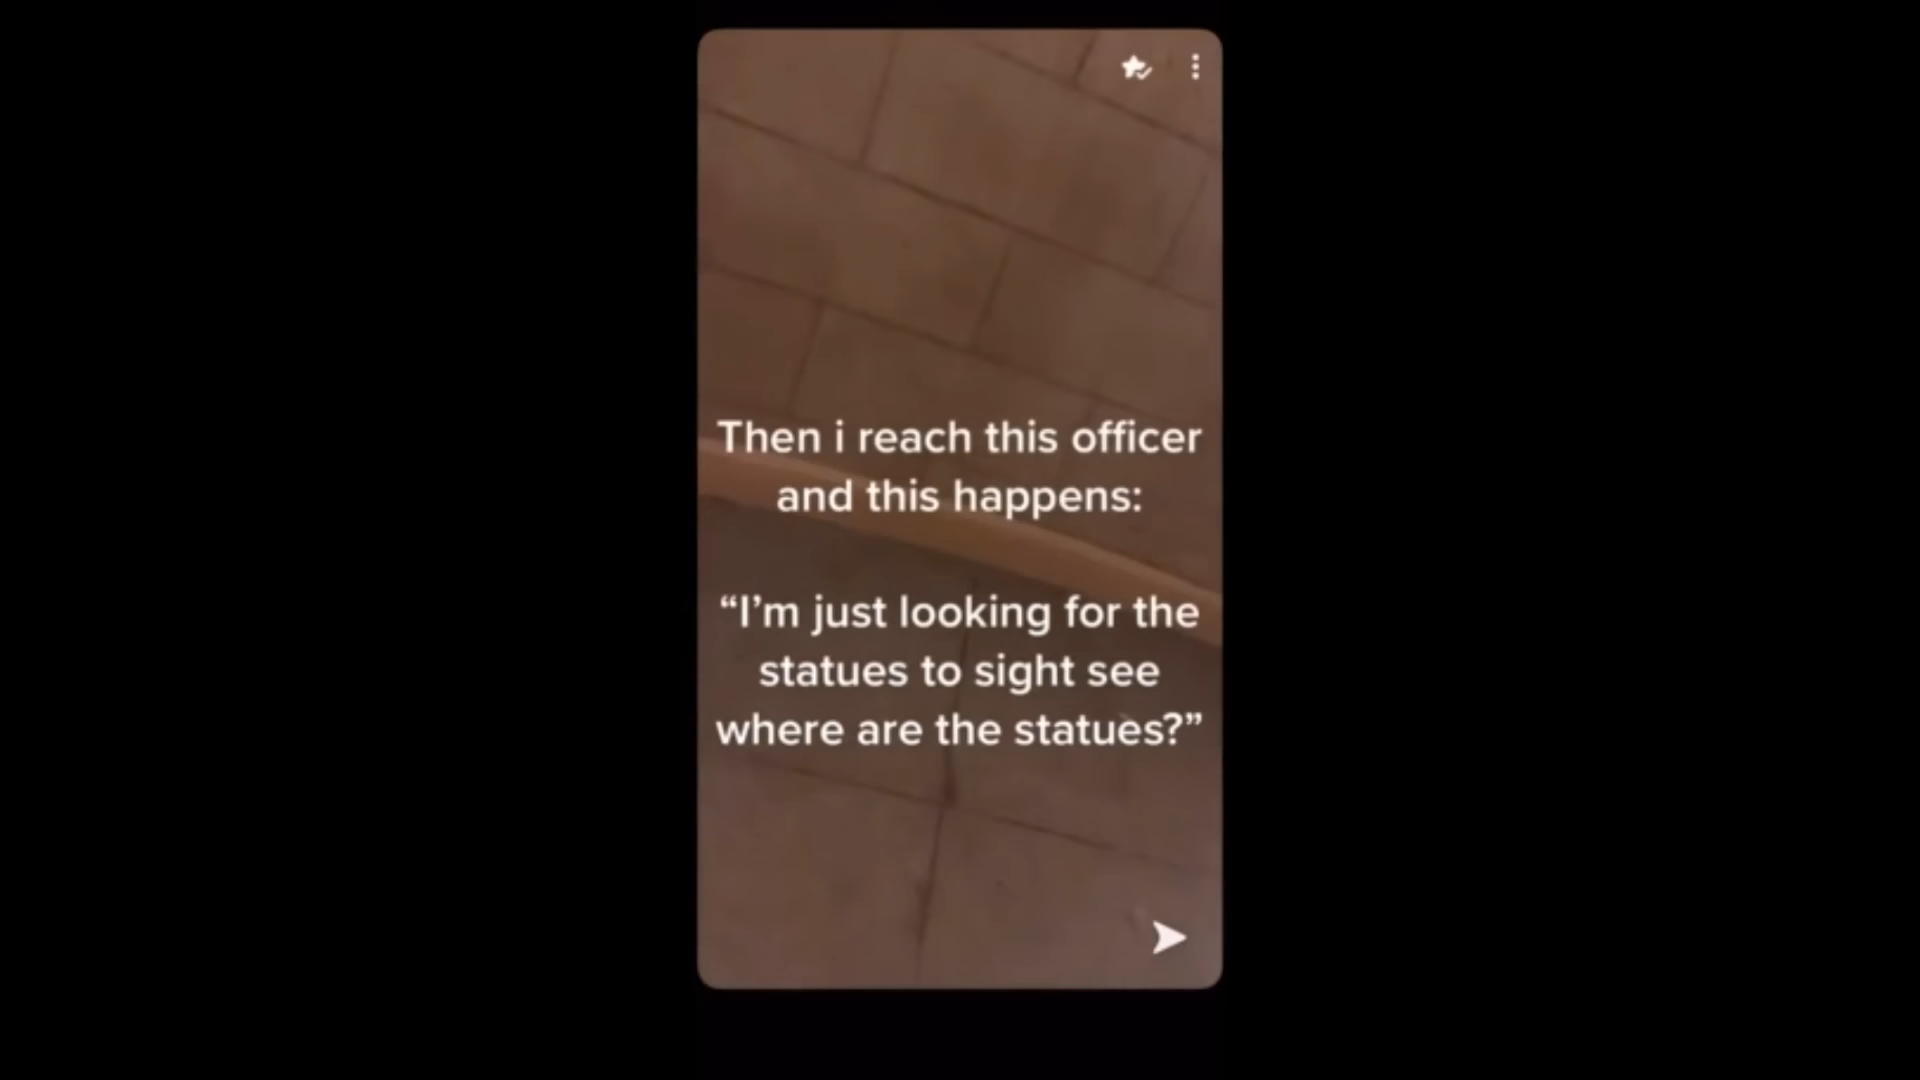 Then i reach this officer
and this happens:
“I’m just looking for the
statues to sight see
where are the statues?”